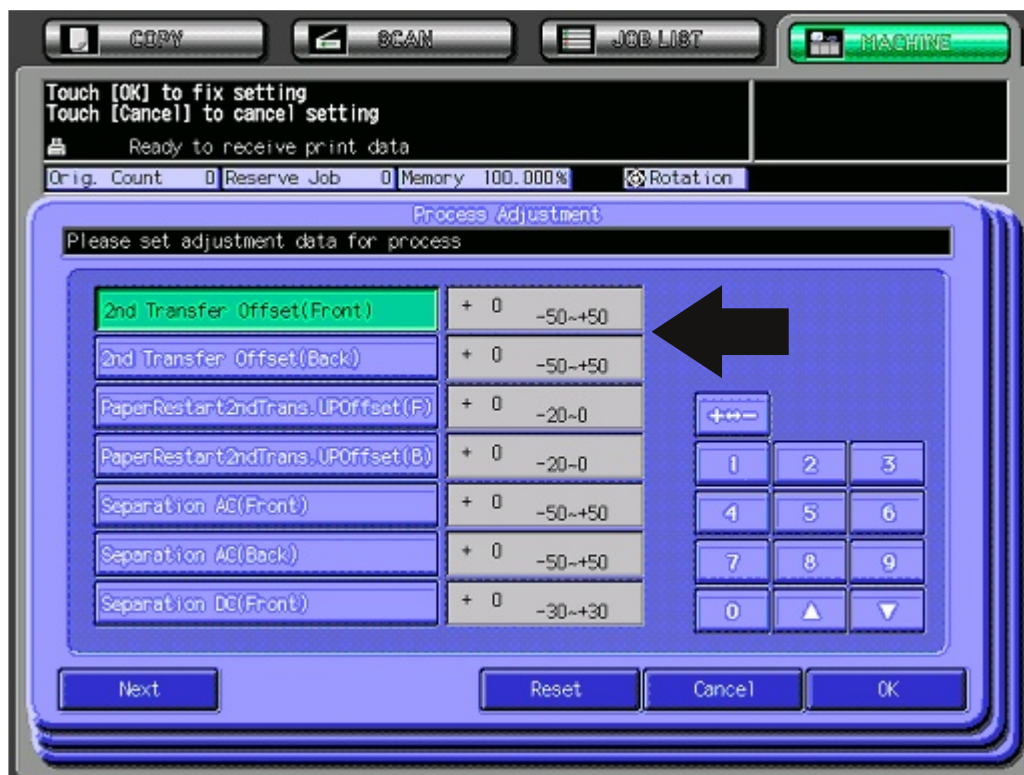 COPY
SCAN
JOB LIST
MACHINE
Touch [OK] to fix setting
Touch [Cancel] to cancel setting
Ready to receive print data
Orig. Count 0 Reserve Job 0 Memory 100.000% Rotation
Process Adjustment
Please set adjustment data for process
2nd Transfer Offset(Front) + 0 -50~+50
2nd Transfer Offset(Back) + 0 -50~+50
PaperRestart2ndTrans.UPOffset(F) + 0 -20~0
PaperRestart2ndTrans.UPOffset(B) + 0 -20~0
Separation AC(Front) + 0 -50~+50
Separation AC(Back) + 0 -50~+50
Separation DC(Front) + 0 -30~+30
+↔-
1 2 3
4 5 6
7 8 9
0 ▲ ▼
Next Reset Cancel OK